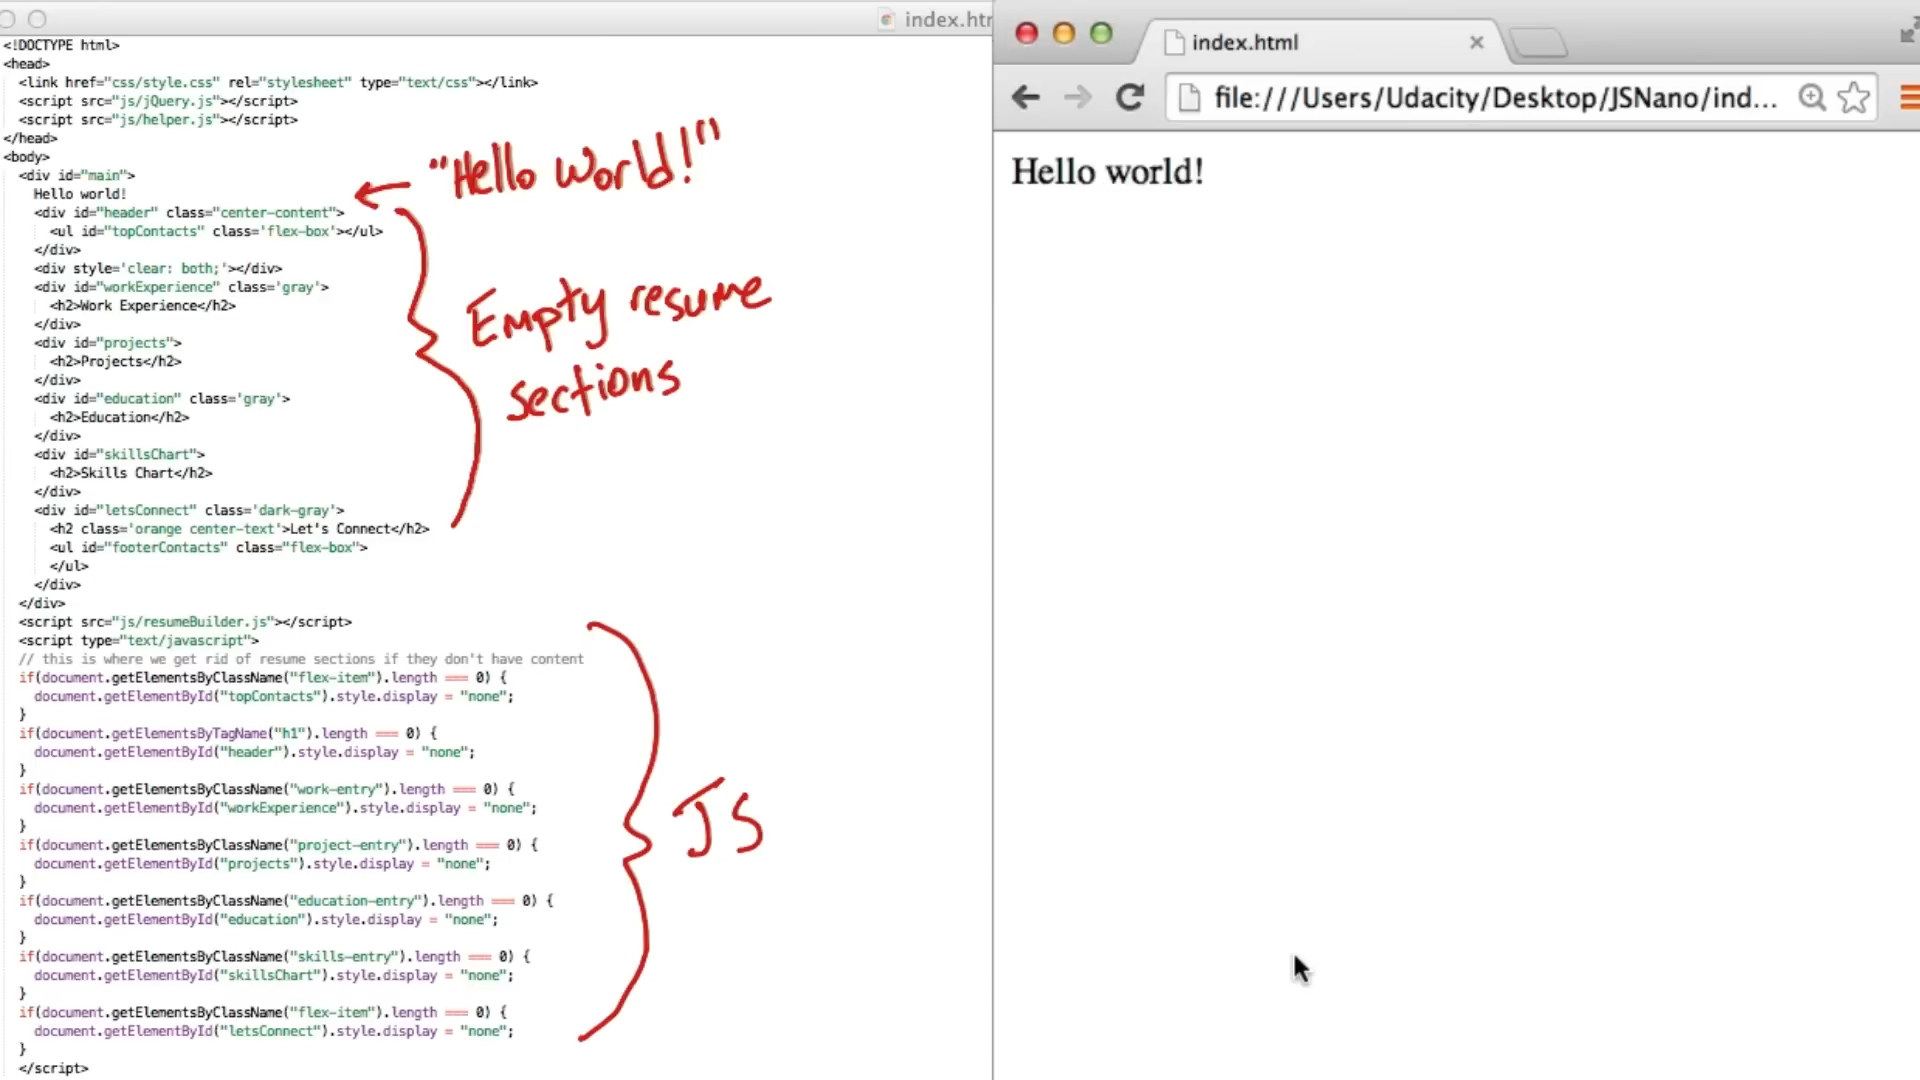 index.htm
<!DOCTYPE html>
<head>
<link href="css/style.css" rel="stylesheet" type="text/css"></link>
<script src="js/jQuery.js"></script>
<script src="js/helper.js"></script>
</head>
<body>
<div id="main">
Hello world!
<div id="header" class="center-content">
<ul id="topContacts" class='flex-box'></ul>
</div>
<div style='clear: both;'></div>
<div id="workExperience" class='gray'>
<h2>Work Experience</h2>
</div>
<div id="projects">
<h2>Projects</h2>
</div>
<div id="education" class='gray'>
<h2>Education</h2>
</div>
<div id="skillsChart">
<h2>Skills Chart</h2>
</div>
<div id="letsConnect" class='dark-gray'>
<h2 class='orange center-text'>Let's Connect</h2>
<ul id="footerContacts" class="flex-box">
</ul>
</div>
</div>
<script src="js/resumeBuilder.js"></script>
<script type="text/javascript">
// this is where we get rid of resume sections if they don't have content
if(document.getElementsByClassName("flex-item").length === 0) {
document.getElementById("topContacts").style.display = "none";
}
if(document.getElementsByTagName("h1").length === 0) {
document.getElementById("header").style.display = "none";
}
if(document.getElementsByClassName("work-entry").length === 0) {
document.getElementById("workExperience").style.display = "none";
}
if(document.getElementsByClassName("project-entry").length === 0) {
document.getElementById("projects").style.display = "none";
}
if(document.getElementsByClassName("education-entry").length === 0) {
document.getElementById("education").style.display = "none";
}
if(document.getElementsByClassName("skills-entry").length === 0) {
document.getElementById("skillsChart").style.display = "none";
}
if(document.getElementsByClassName("flex-item").length === 0) {
document.getElementById("letsConnect").style.display = "none";
}
</script>
"Hello World!"
Empty resume
sections
JS
index.html
file:///Users/Udacity/Desktop/JSNano/ind...
Hello world!